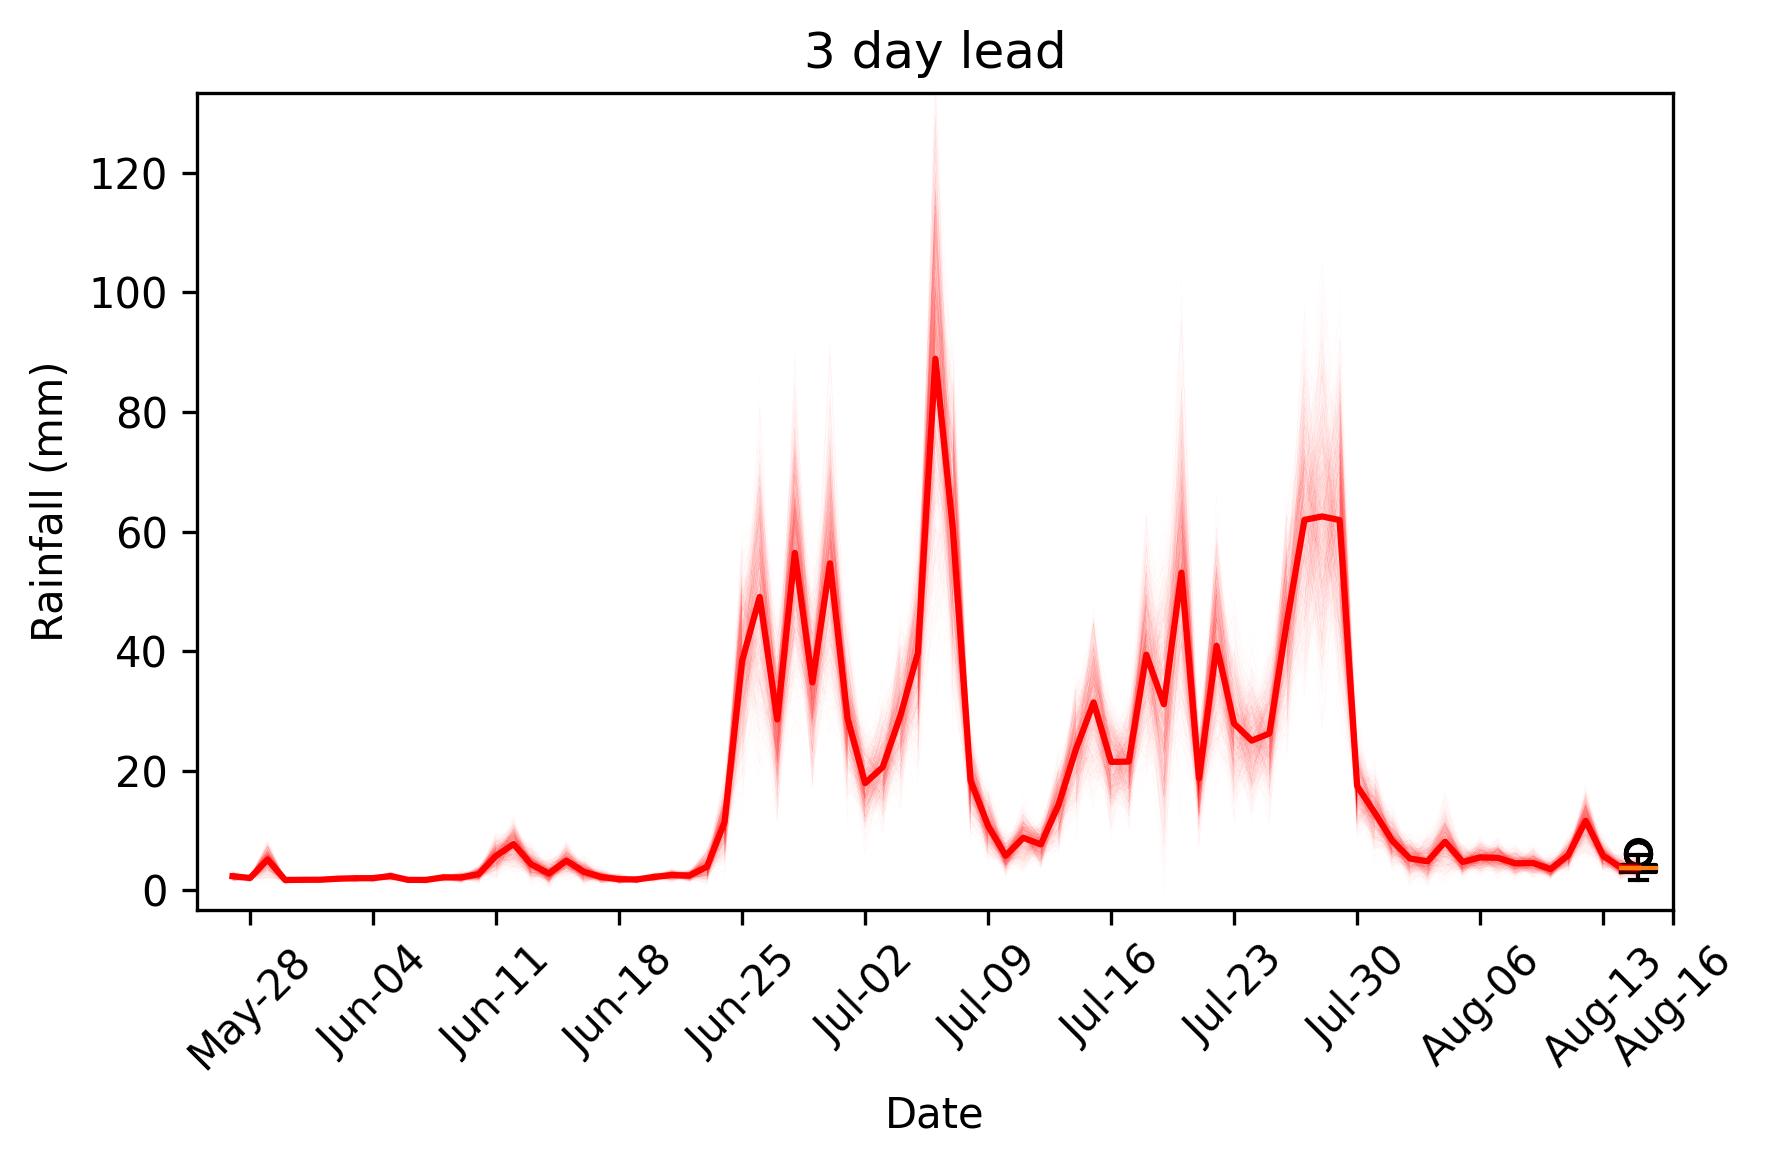 3 day lead
Rainfall (mm)
120
100
80
60
40
20
0
May-28
Jun-04
Jun-11
Jun-18
Jun-25
Jul-02
Jul-09
Jul-16
Jul-23
Jul-30
Aug-06
Aug-13
Aug-16
Date